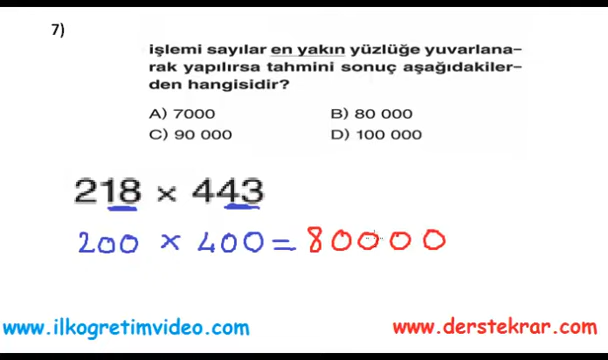 7)
işlemi sayılar en yakın yüzlüğe yuvarlana-
rak yapılırsa tahmini sonuç aşağıdakiler-
den hangisidir?
A) 7000 B) 80 000
C) 90 000 D) 100 000
218 × 443
200 × 400 = 80000
www.ilkogretimvideo.com www.derstekrar.com